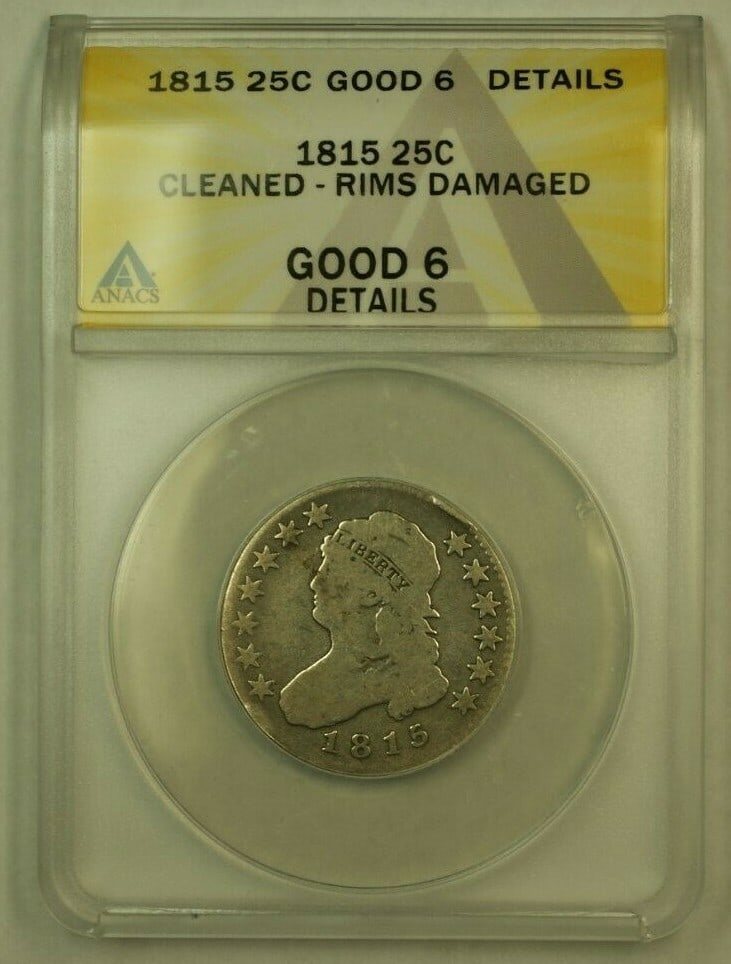 1815 25C GOOD 6 DETAILS
1815 25C
CLEANED - RIMS DAMAGED
GOOD 6
DETAILS
ANACS
LIBERTY
1815